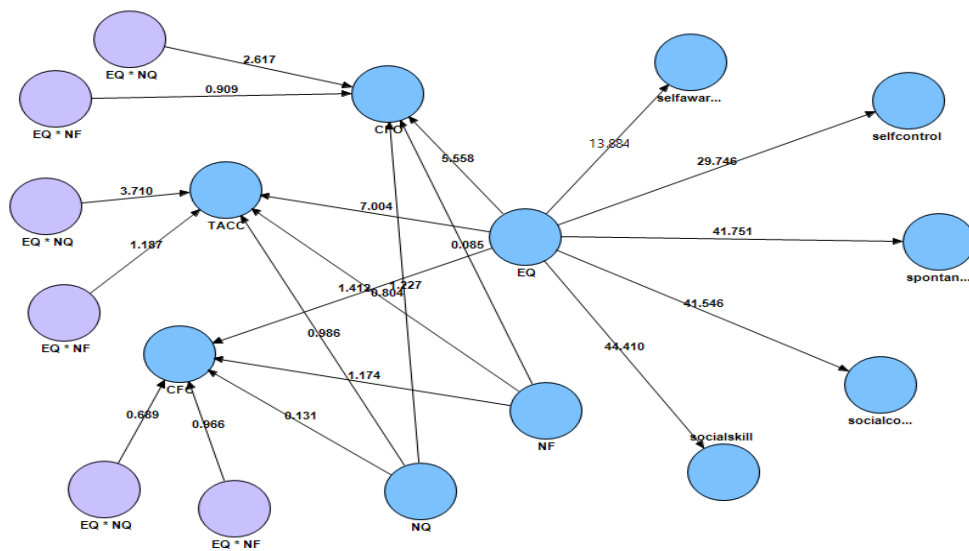 EQ * NQ
2.617
0.909
EQ * NF
CFO
selfawar...
selfcontrol
13.884
5.558
29.746
3.710
EQ * NQ
TACC
7.004
1.187
0.085
EQ
41.751
spontan...
1.412
1.227
0.804
41.546
EQ * NF
0.986
44.410
CFC
1.174
0.689
0.966
0.131
NF
socialskill
socialco...
EQ * NQ
EQ * NF
NQ